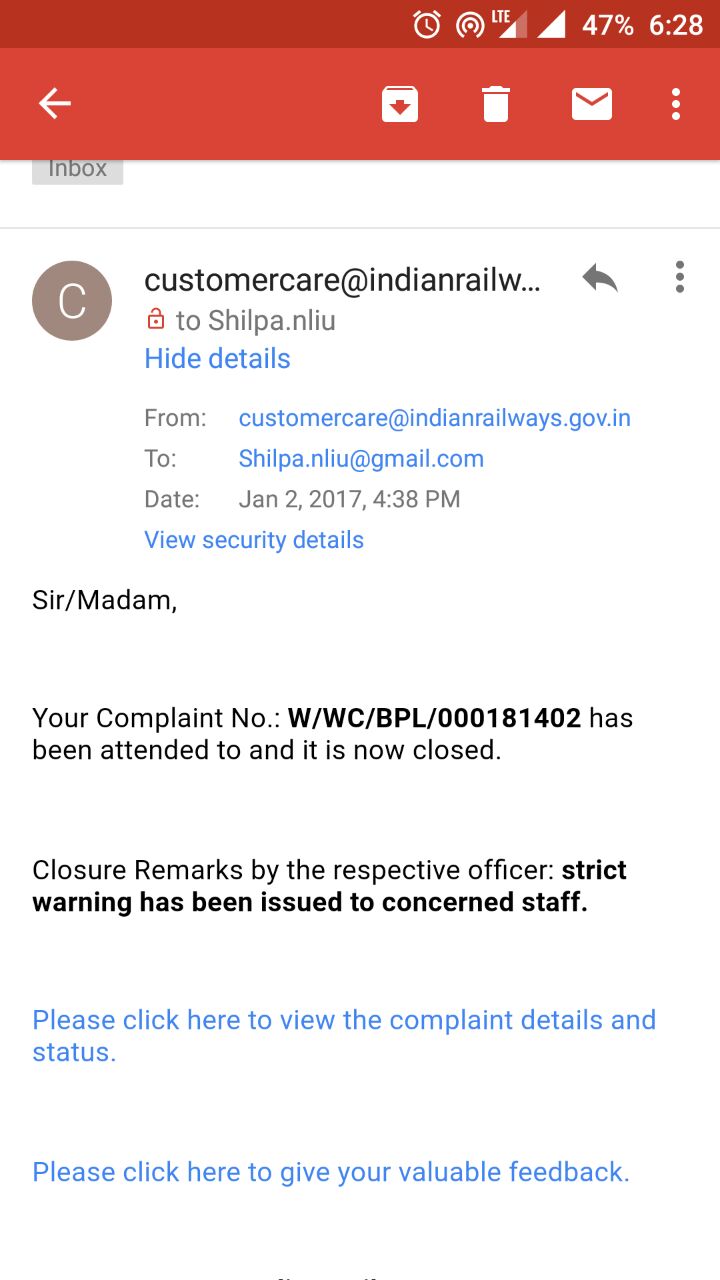 LTE 47% 6:28
Inbox
C
customercare@indianrailw...
to Shilpa.nliu
Hide details
From: customercare@indianrailways.gov.in
To: Shilpa.nliu@gmail.com
Date: Jan 2, 2017, 4:38 PM
View security details
Sir/Madam,
Your Complaint No.: W/WC/BPL/000181402 has
been attended to and it is now closed.
Closure Remarks by the respective officer: strict
warning has been issued to concerned staff.
Please click here to view the complaint details and
status.
Please click here to give your valuable feedback.